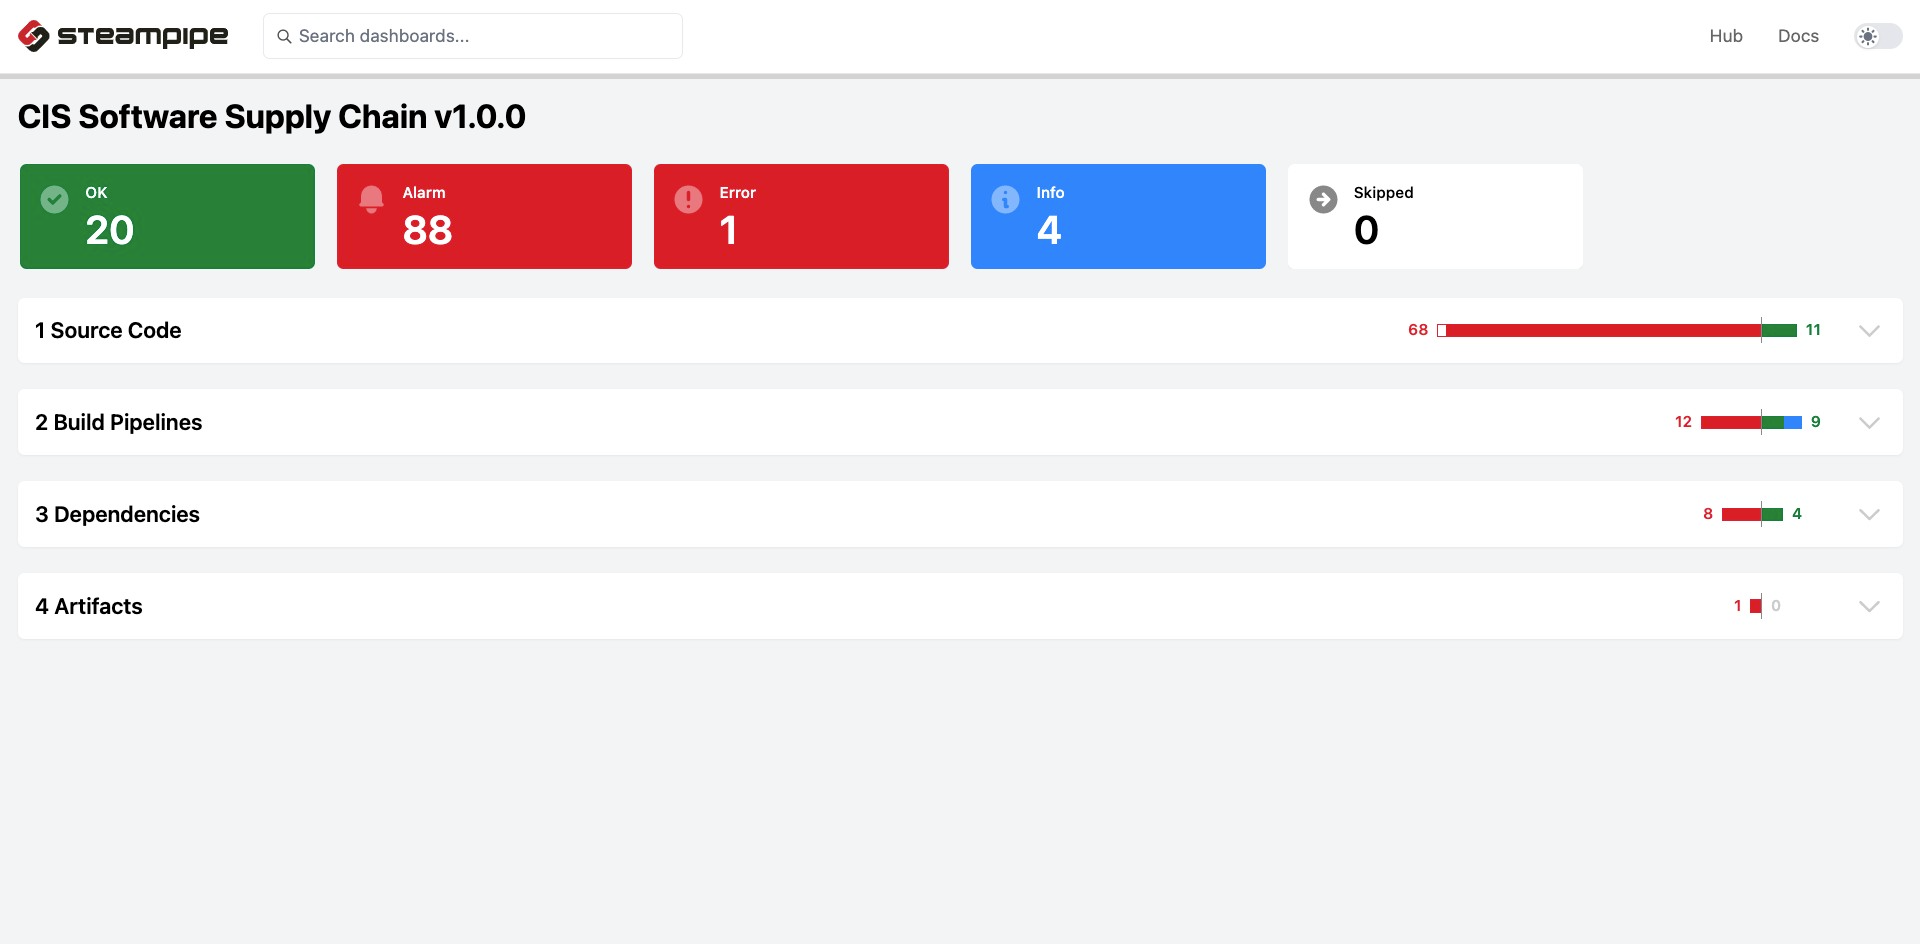 steampipe
Search dashboards...
Hub
Docs
CIS Software Supply Chain v1.0.0
OK
20
Alarm
88
Error
1
Info
4
Skipped
0
1 Source Code
68
11
2 Build Pipelines
12
9
3 Dependencies
8
4
4 Artifacts
1
0